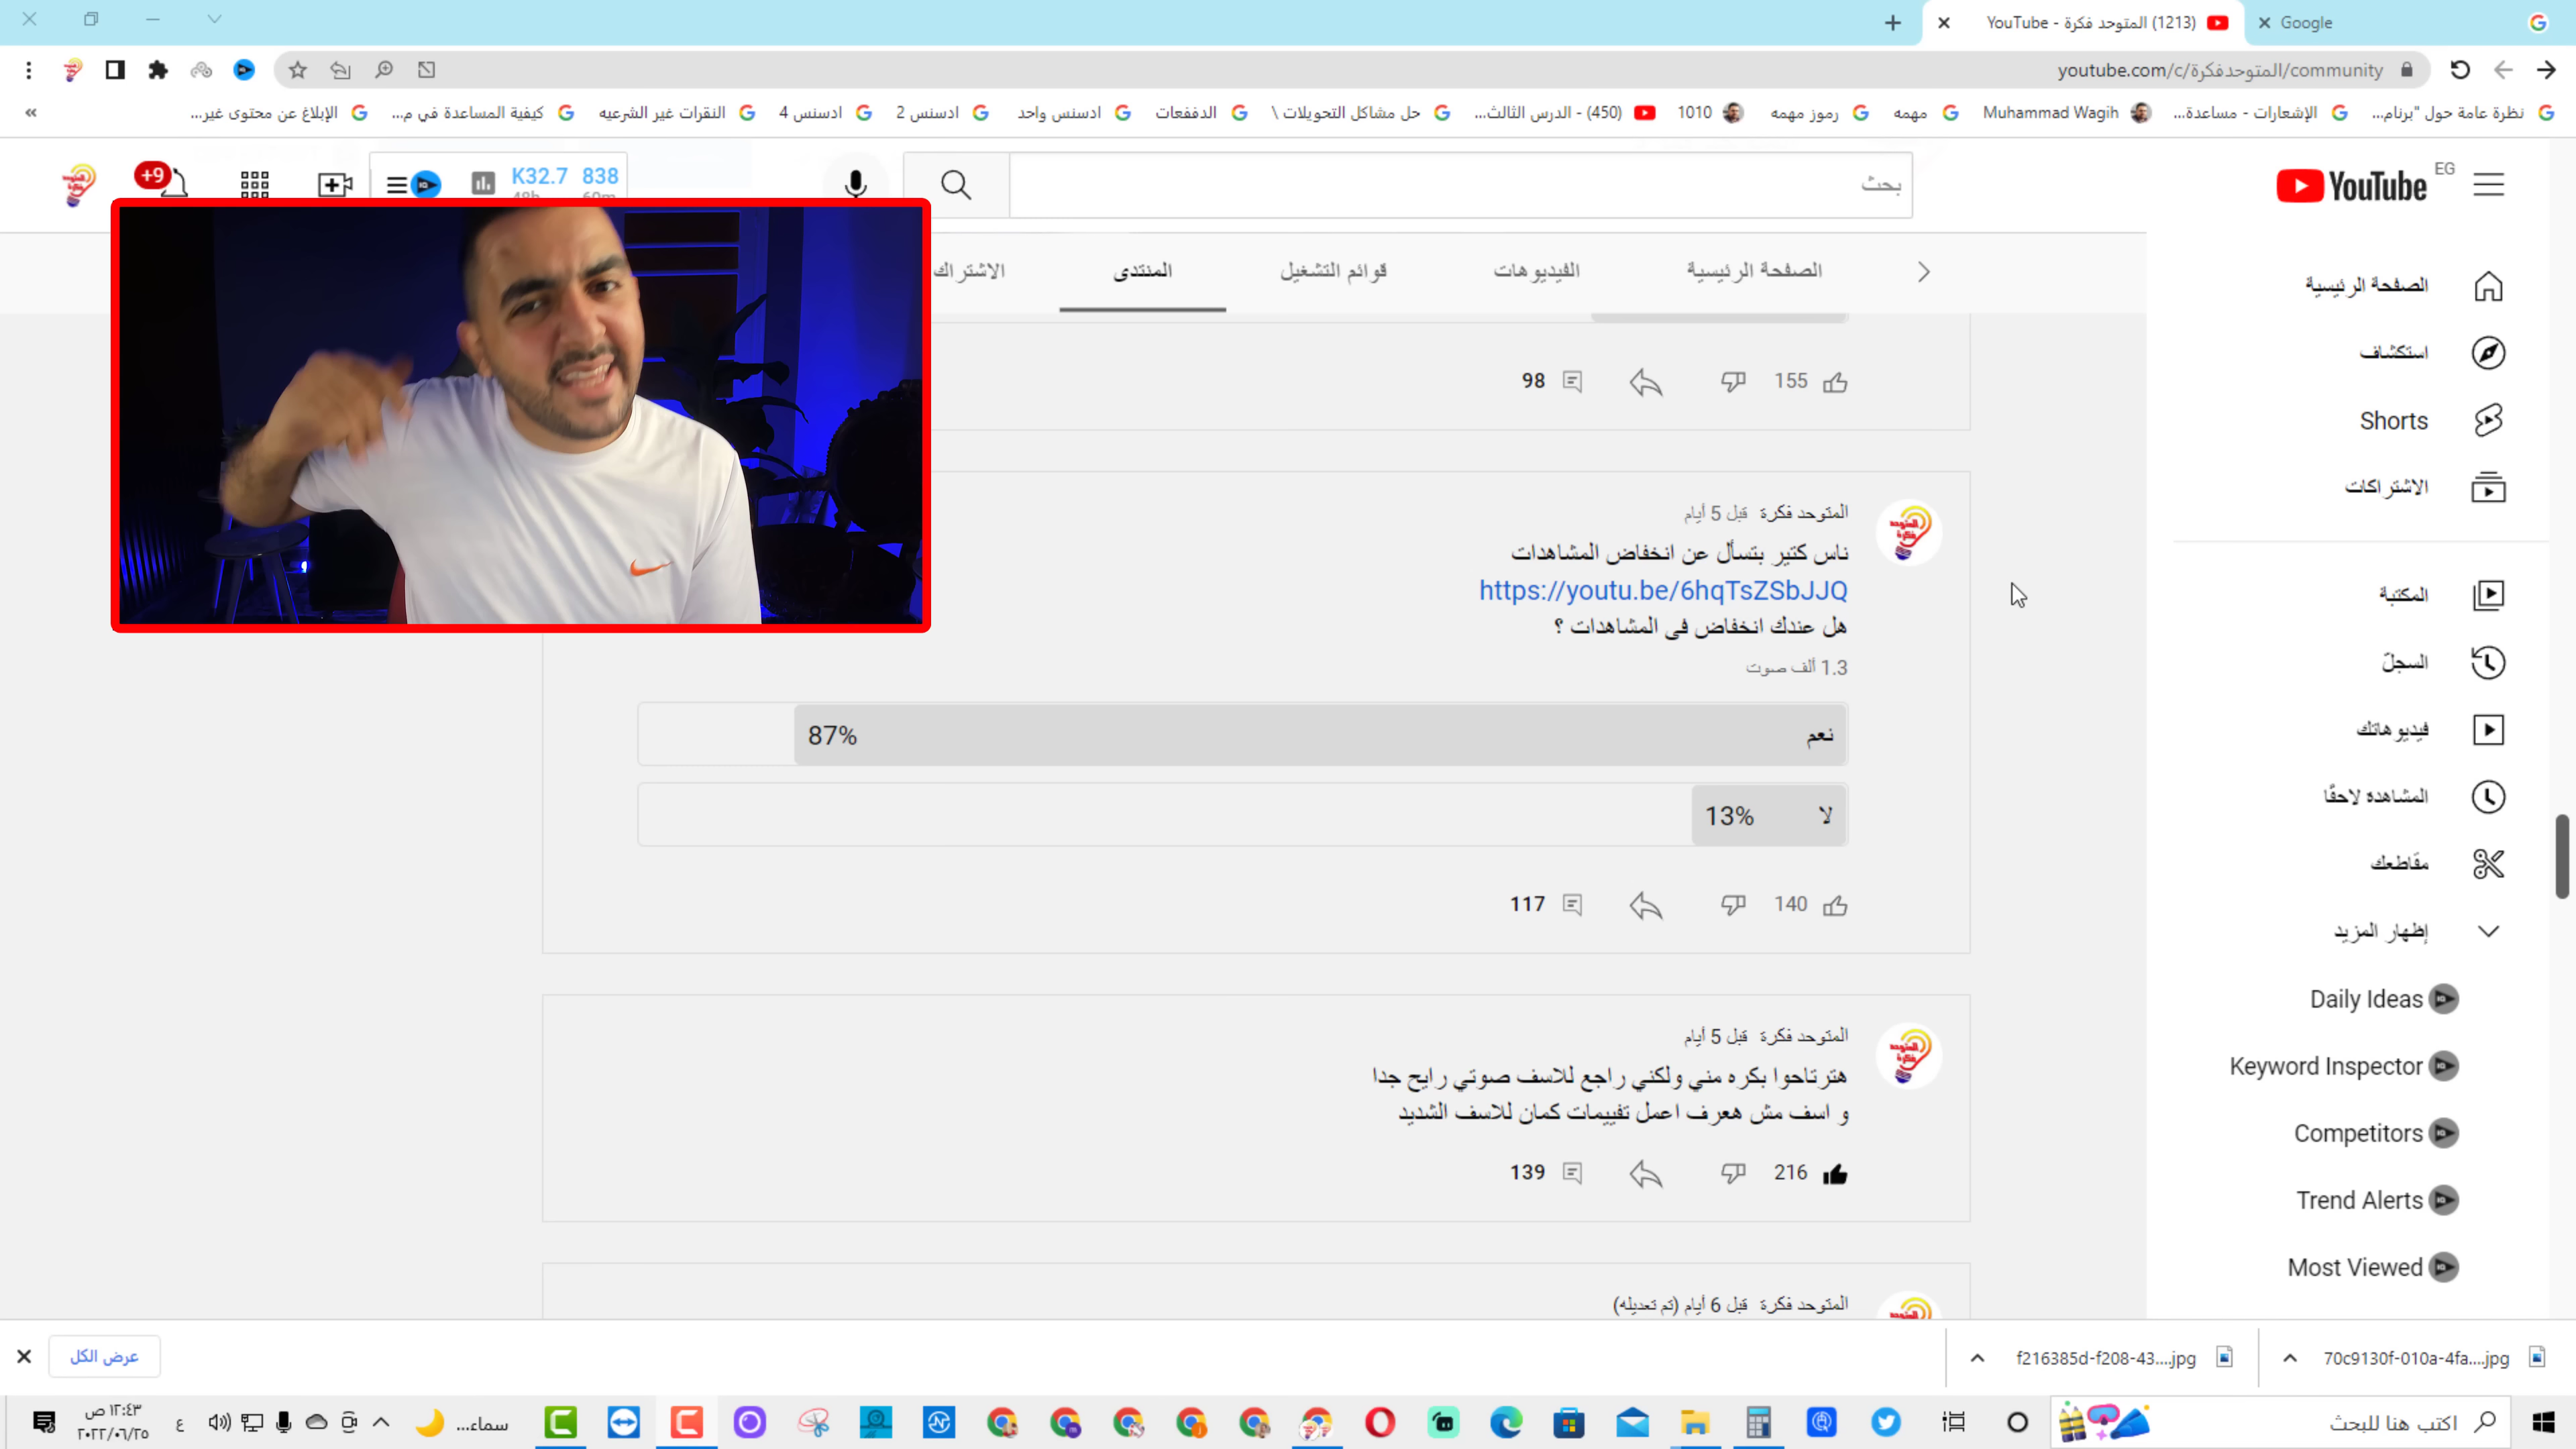 YouTube - المتوحد فكرة (1213)
Google
youtube.com/c/المتوحدفكرة/community
نظرة عامة حول "برنام...
الإشعارات - مساعدة...
Muhammad Wagih
مهمه
رموز مهمه
1010
(450) - الدرس الثالث...
حل مشاكل التحويلات \
الدفعات
ادسنس واحد
ادسنس 2
ادسنس 4
النقرات غير الشرعيه
كيفية المساعدة في م...
الإبلاغ عن محتوى غير...
YouTube EG
بحث
838 K32.7
60m 48h
9+
الصفحة الرئيسية
الفيديوهات
قوائم التشغيل
المنتدى
الاشتراك
155 98
المتوحد فكرة قبل 5 أيام
ناس كتير بتسأل عن انخفاض المشاهدات
https://youtu.be/6hqTsZSbJJQ
هل عندك انخفاض فى المشاهدات ؟
1.3 ألف صوت
نعم 87%
لا 13%
140 117
المتوحد فكرة قبل 5 أيام
هترتاحوا بكره مني ولكني راجع للاسف صوتي رايح جدا
و اسف مش هعرف اعمل تقييمات كمان للاسف الشديد
216 139
المتوحد فكرة قبل 6 أيام (تم تعديله)
الصفحة الرئيسية
استكشاف
Shorts
الاشتراكات
المكتبة
السجلّ
فيديوهاتك
المشاهدة لاحقًا
مقاطعك
إظهار المزيد
Daily Ideas
Keyword Inspector
Competitors
Trend Alerts
Most Viewed
70c9130f-010a-4fa....jpg
f216385d-f208-43....jpg
عرض الكل
اكتب هنا للبحث
سماء...
ع
١٢:٤٣ ص
٢٠٢٢/٠٦/٢٥